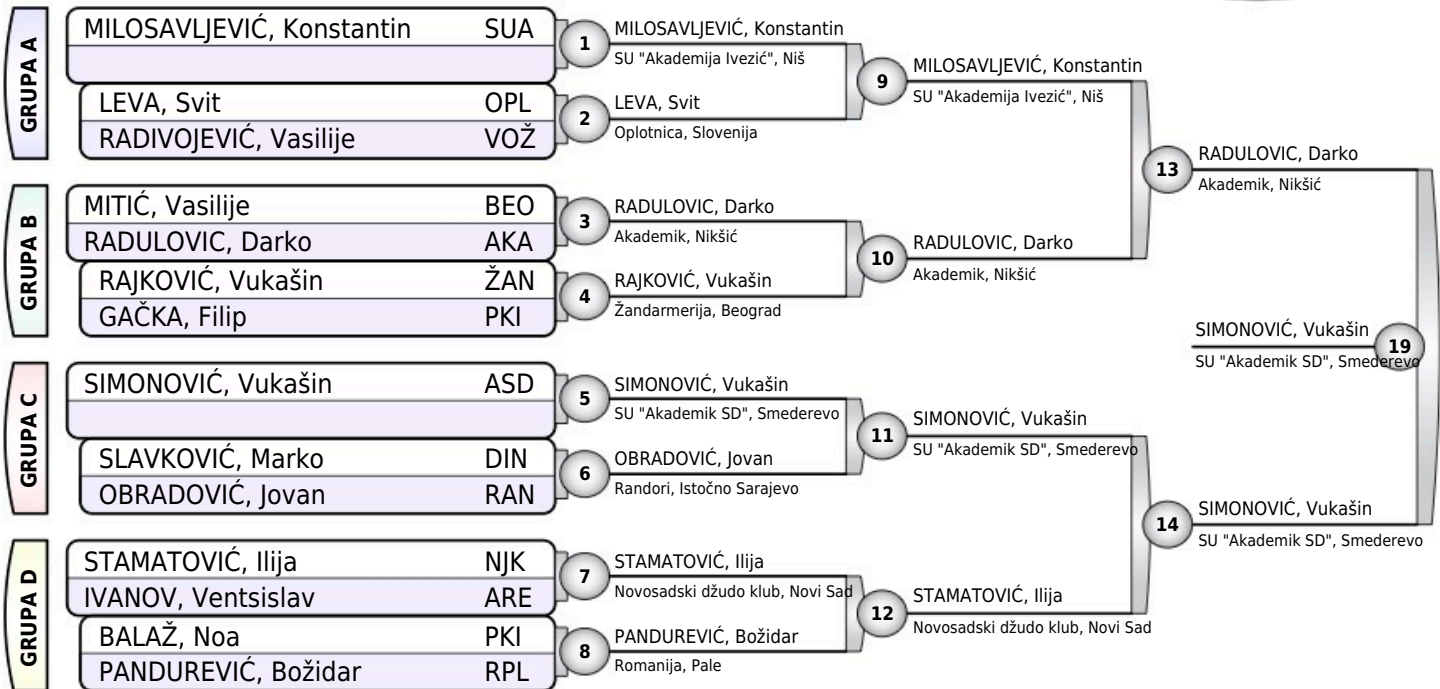 GRUPA A
MILOSAVLJEVIĆ, Konstantin SUA
LEVA, Svit OPL
RADIVOJEVIĆ, Vasilije VOŽ
GRUPA B
MITIĆ, Vasilije BEO
RADULOVIC, Darko AKA
RAJKOVIĆ, Vukašin ŽAN
GAČKA, Filip PKI
GRUPA C
SIMONOVIĆ, Vukašin ASD
SLAVKOVIĆ, Marko DIN
OBRADOVIĆ, Jovan RAN
GRUPA D
STAMATOVIĆ, Ilija NJK
IVANOV, Ventsislav ARE
BALAŽ, Noa PKI
PANDUREVIĆ, Božidar RPL
1
MILOSAVLJEVIĆ, Konstantin
SU "Akademija Ivezić", Niš
2
LEVA, Svit
Oplotnica, Slovenija
3
RADULOVIC, Darko
Akademik, Nikšić
4
RAJKOVIĆ, Vukašin
Žandarmerija, Beograd
5
SIMONOVIĆ, Vukašin
SU "Akademik SD", Smederevo
6
OBRADOVIĆ, Jovan
Randori, Istočno Sarajevo
7
STAMATOVIĆ, Ilija
Novosadski džudo klub, Novi Sad
8
PANDUREVIĆ, Božidar
Romanija, Pale
9
MILOSAVLJEVIĆ, Konstantin
SU "Akademija Ivezić", Niš
10
RADULOVIC, Darko
Akademik, Nikšić
11
SIMONOVIĆ, Vukašin
SU "Akademik SD", Smederevo
12
STAMATOVIĆ, Ilija
Novosadski džudo klub, Novi Sad
13
RADULOVIC, Darko
Akademik, Nikšić
14
SIMONOVIĆ, Vukašin
SU "Akademik SD", Smederevo
SIMONOVIĆ, Vukašin
19
SU "Akademik SD", Smederevo